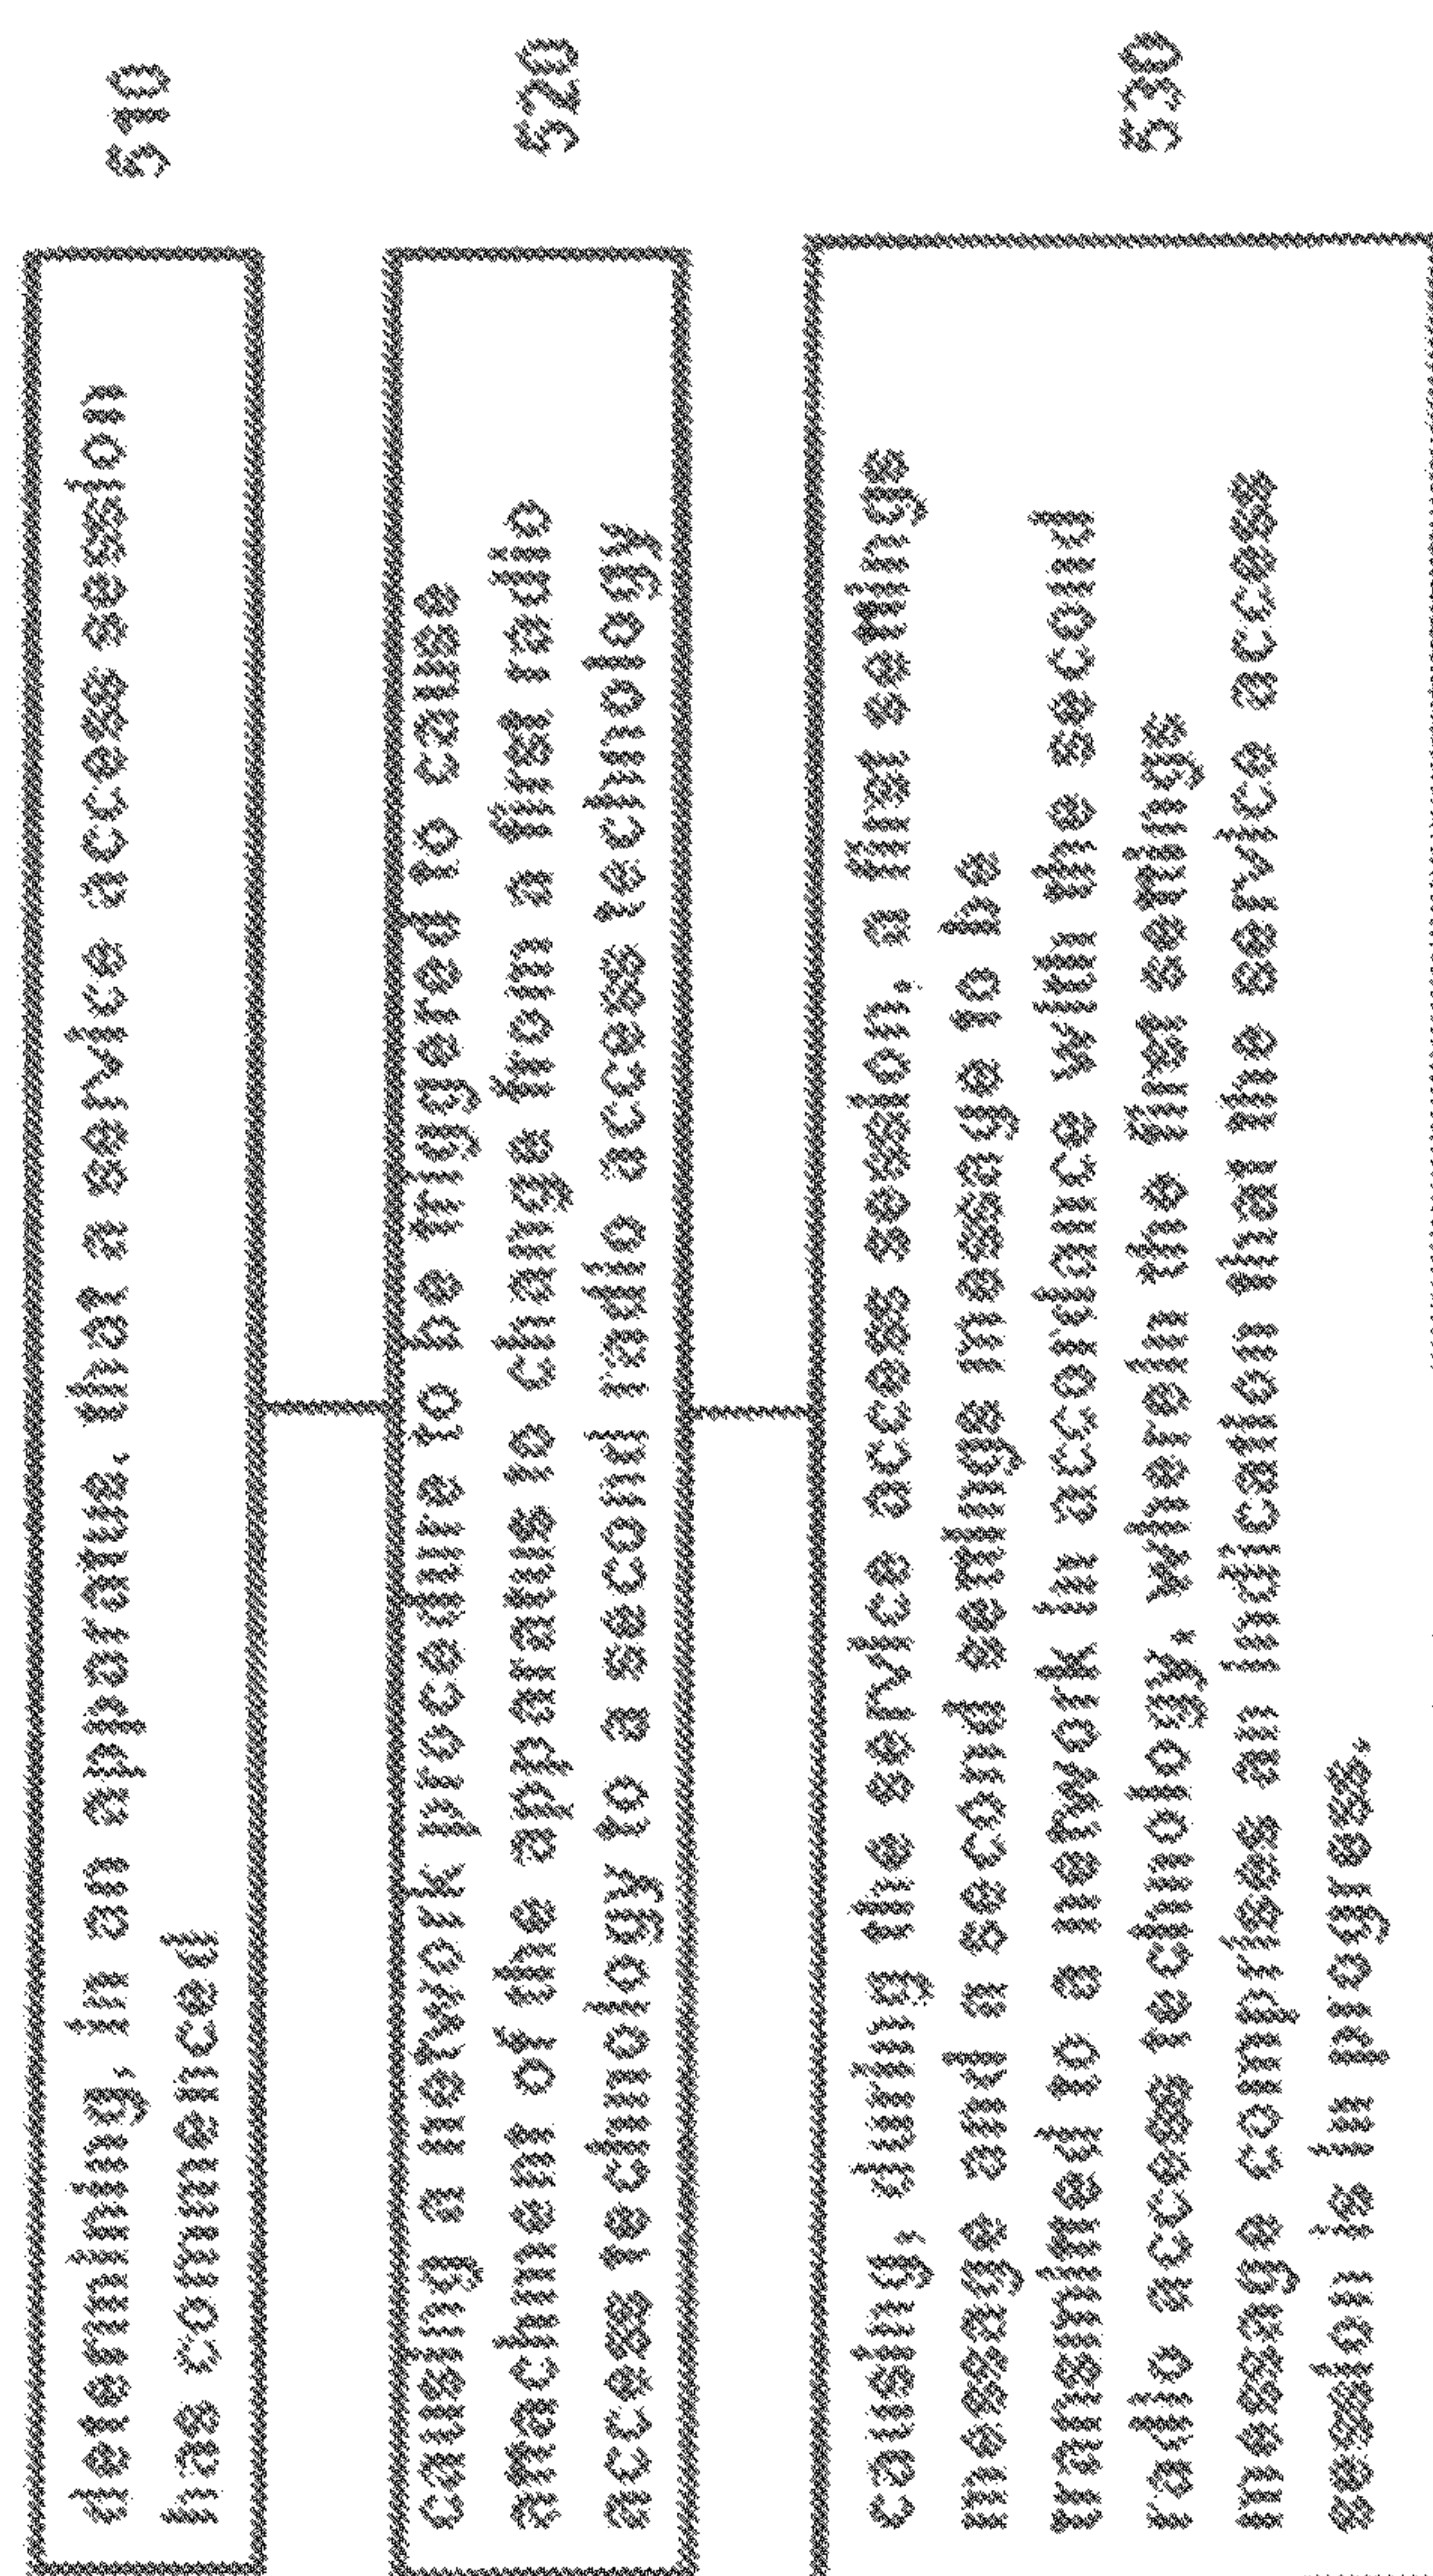 510
determining, in an apparatus, that a service access session
has commenced
520
causing a network procedure to be triggered to cause
attachment of the apparatus to change from a first radio
access technology to a second radio access technology
530
causing, during the service access session, a first settings
message and a second settings message to be
transmitted to a network in accordance with the second
radio access technology, wherein the first settings
message comprises an indication that the service access
session is in progress.